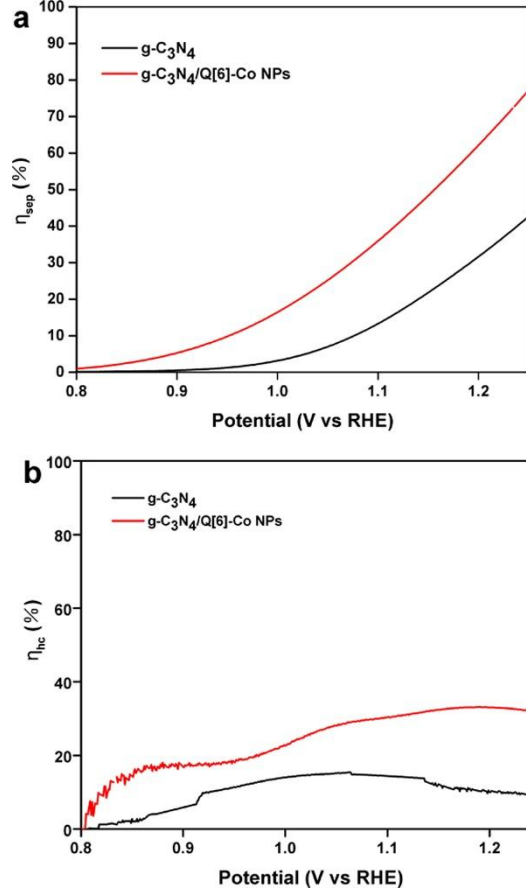 a
g-C₃N₄
g-C₃N₄/Q[6]-Co NPs
100
90
80
70
60
50
40
30
20
10
0
ηsep (%)
0.8 0.9 1.0 1.1 1.2
Potential (V vs RHE)
b
g-C₃N₄
g-C₃N₄/Q[6]-Co NPs
100
80
60
40
20
0
ηhc (%)
0.8 0.9 1.0 1.1 1.2
Potential (V vs RHE)